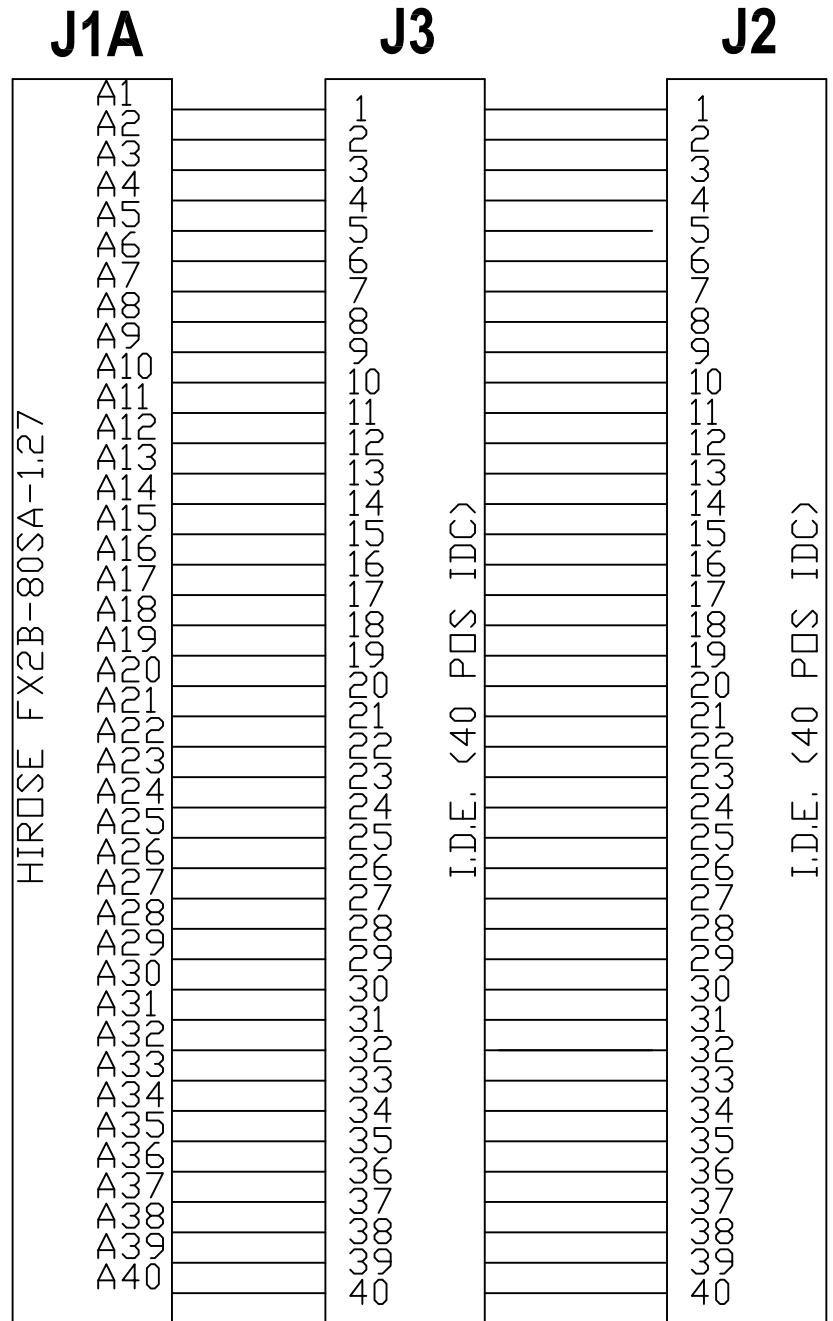 J1A J3 J2
A1
A2
A3
A4
A5
A6
A7
A8
A9
A10
A11
A12
A13
A14
A15
A16
A17
A18
A19
A20
A21
A22
A23
A24
A25
A26
A27
A28
A29
A30
A31
A32
A33
A34
A35
A36
A37
A38
A39
A40
HIROSE FX2B-80SA-1.27
1
2
3
4
5
6
7
8
9
10
11
12
13
14
15
16
17
18
19
20
21
22
23
24
25
26
27
28
29
30
31
32
33
34
35
36
37
38
39
40
I.D.E. (40 POS IDC)
1
2
3
4
5
6
7
8
9
10
11
12
13
14
15
16
17
18
19
20
21
22
23
24
25
26
27
28
29
30
31
32
33
34
35
36
37
38
39
40
I.D.E. (40 POS IDC)